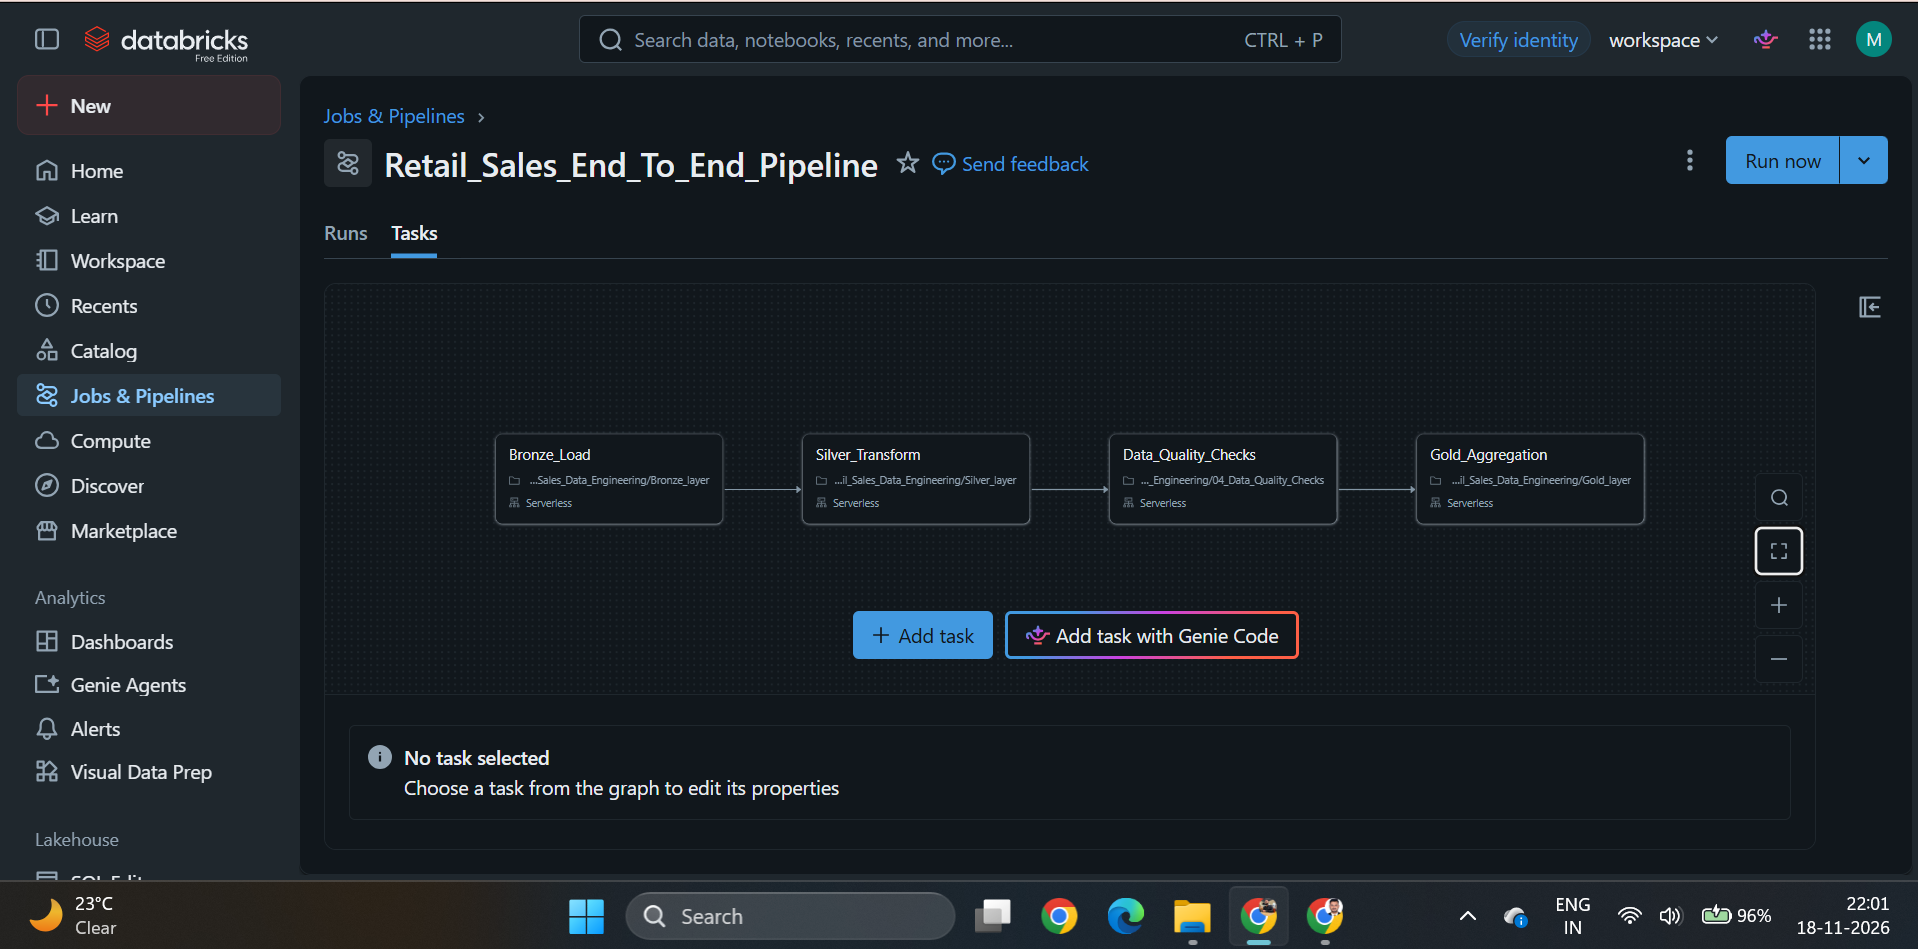 databricks
Free Edition
Search data, notebooks, recents, and more...
CTRL + P
Verify identity
workspace
M
New
Home
Learn
Workspace
Recents
Catalog
Jobs & Pipelines
Compute
Discover
Marketplace
Analytics
Dashboards
Genie Agents
Alerts
Visual Data Prep
Lakehouse
Jobs & Pipelines
Retail_Sales_End_To_End_Pipeline
Send feedback
Run now
Runs
Tasks
Bronze_Load
...Sales_Data_Engineering/Bronze_layer
Serverless
Silver_Transform
...il_Sales_Data_Engineering/Silver_layer
Serverless
Data_Quality_Checks
..._Engineering/04_Data_Quality_Checks
Serverless
Gold_Aggregation
...il_Sales_Data_Engineering/Gold_layer
Serverless
Add task
Add task with Genie Code
No task selected
Choose a task from the graph to edit its properties
23°C
Clear
Search
ENG
IN
96%
22:01
18-11-2026